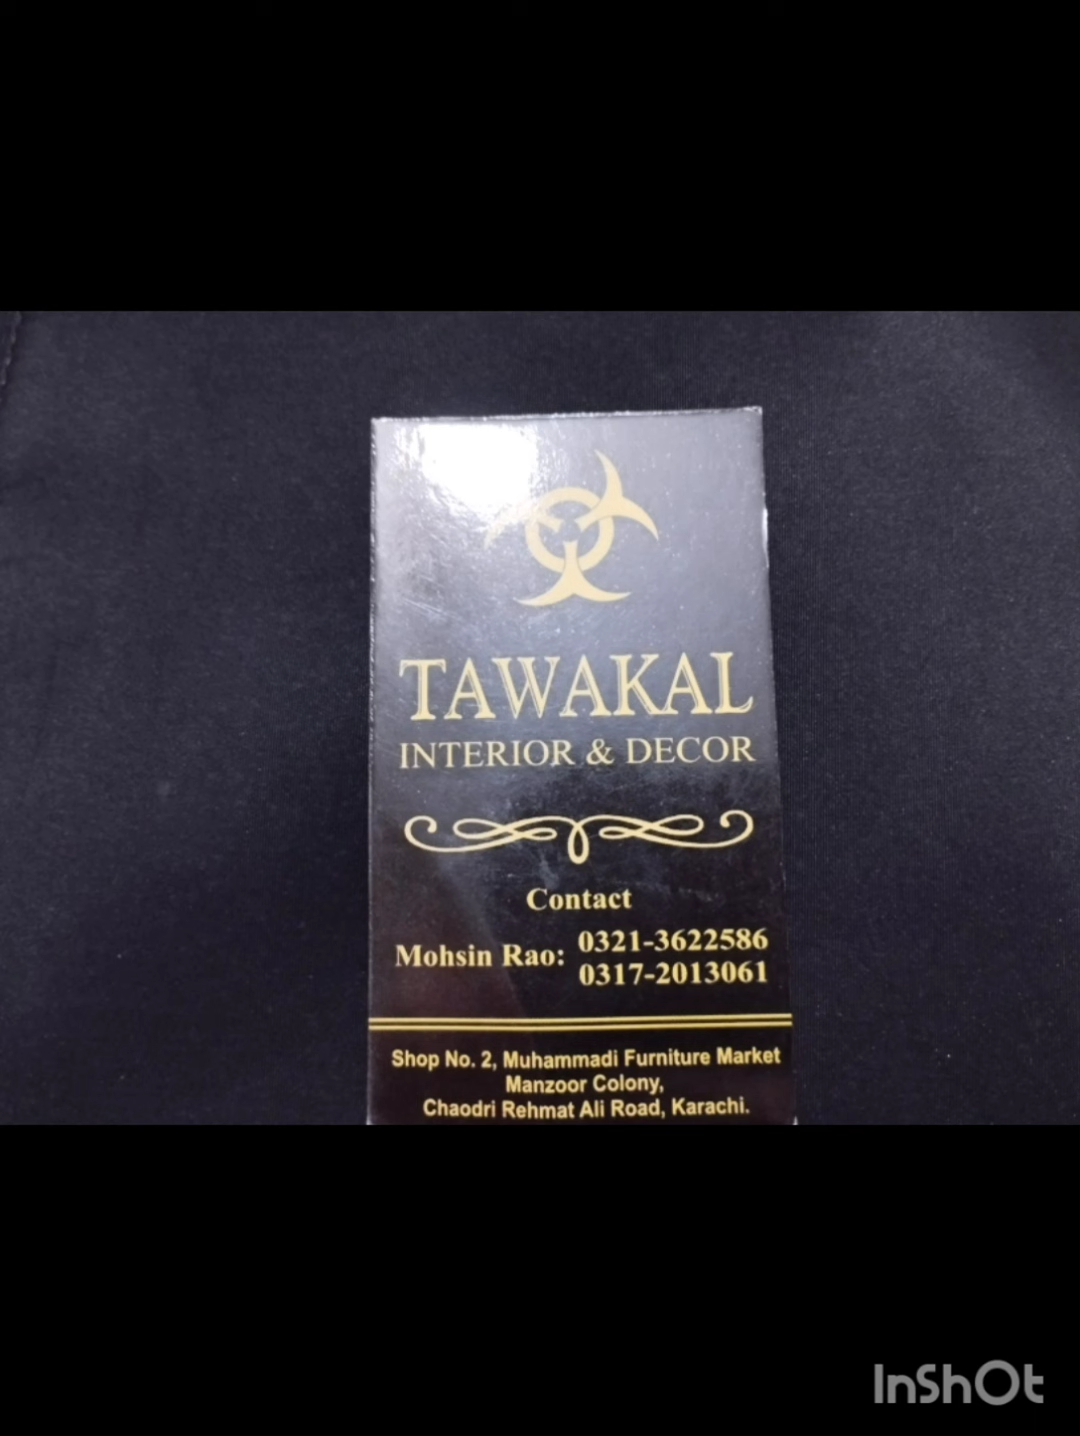 TAWAKAL
INTERIOR & DECOR
Contact
Mohsin Rao: 0321-3622586
0317-2013061
Shop No. 2, Muhammadi Furniture Market
Manzoor Colony,
Chaodri Rehmat Ali Road, Karachi.
InShOt